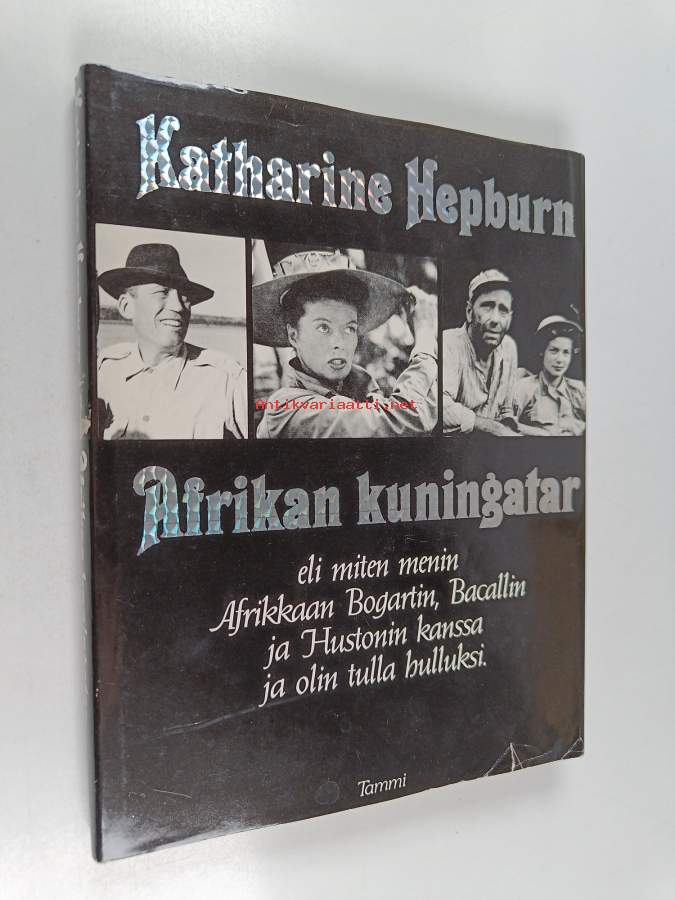 Katharine Hepburn
Antikvariaatti.net
Afrikan kuningatar
eli miten menin
Afrikkaan Bogartin, Bacallin
ja Hustonin kanssa
ja olin tulla hulluksi.
Tammi